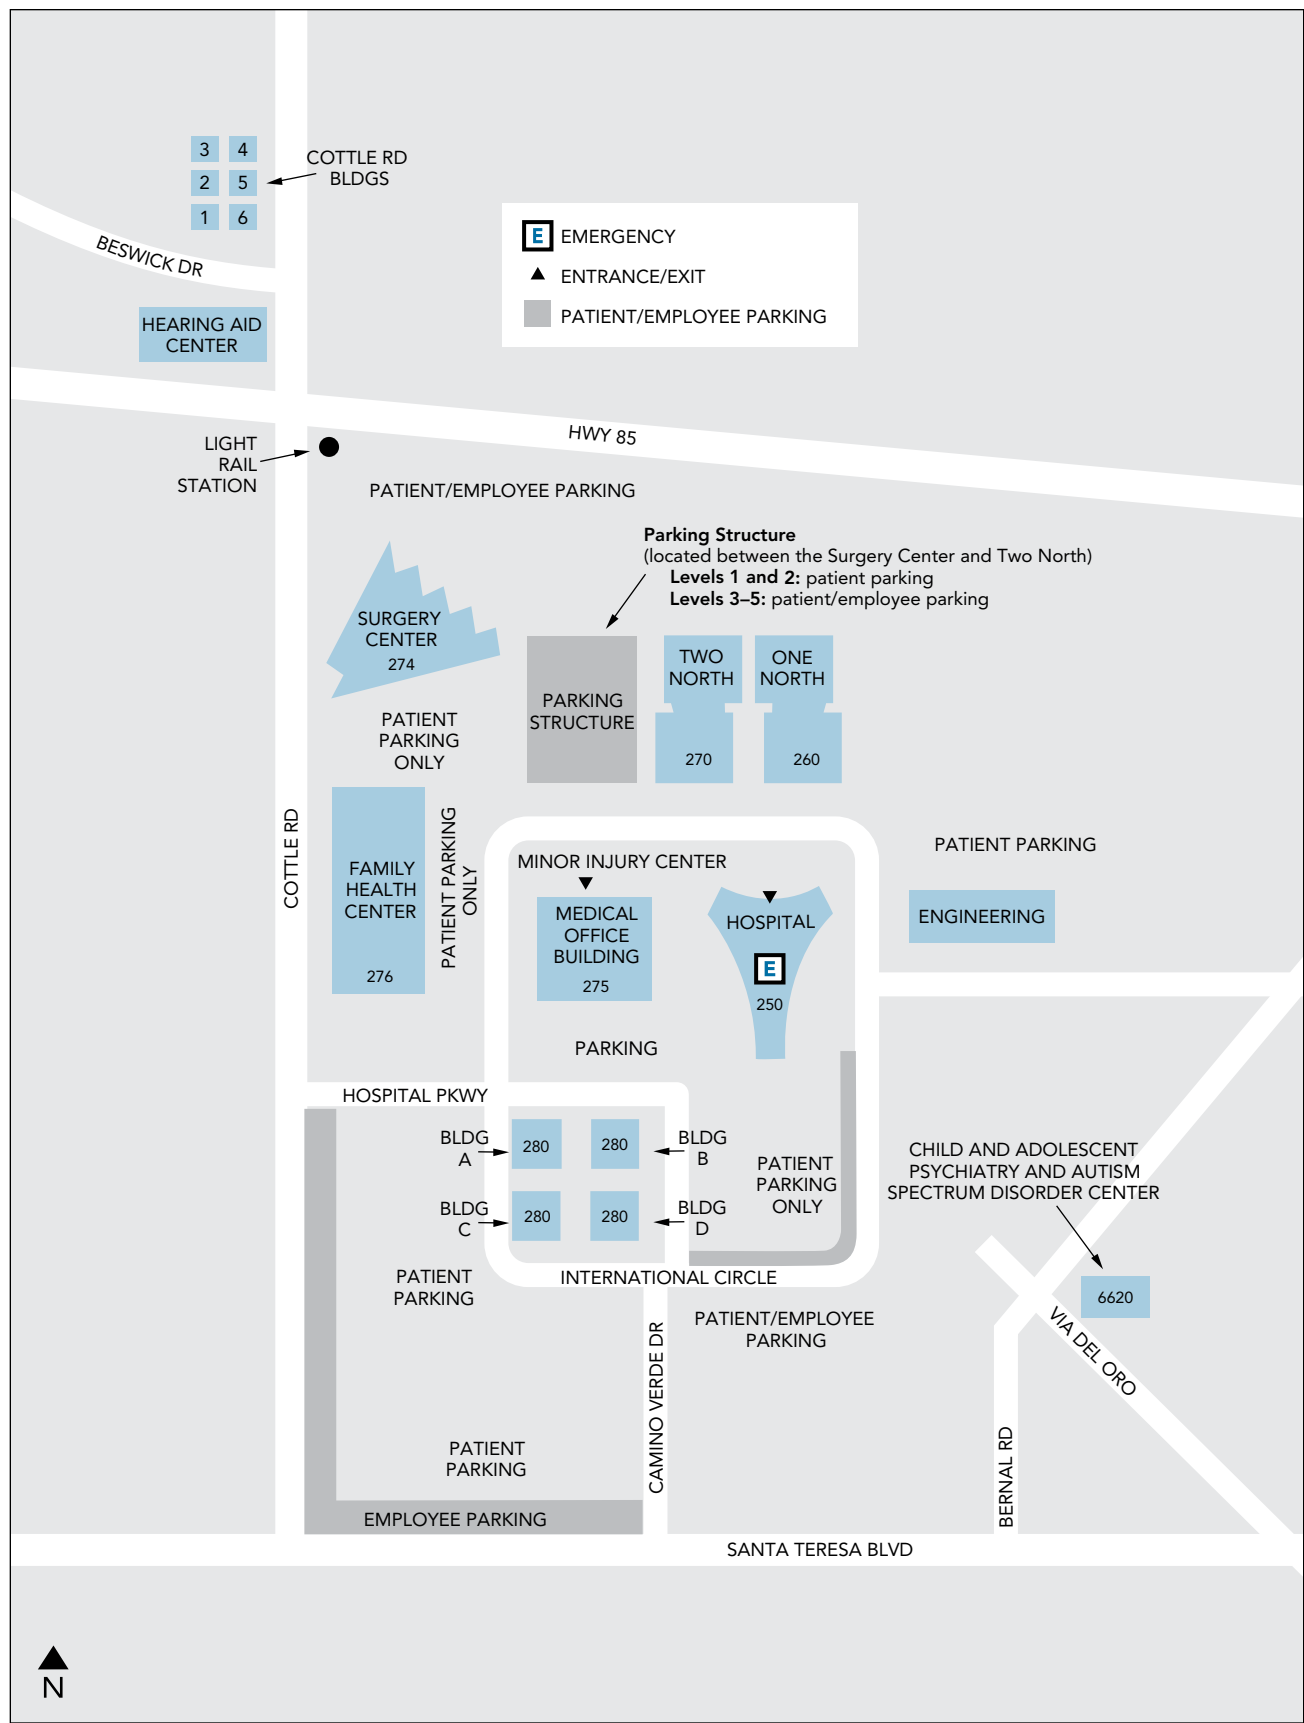 3 4
2 5
1 6
COTTLE RD
BLDGS
BESWICK DR
HEARING AID
CENTER
E EMERGENCY
ENTRANCE/EXIT
PATIENT/EMPLOYEE PARKING
HWY 85
LIGHT
RAIL
STATION
PATIENT/EMPLOYEE PARKING
Parking Structure
(located between the Surgery Center and Two North)
Levels 1 and 2: patient parking
Levels 3–5: patient/employee parking
SURGERY
CENTER
274
PARKING
STRUCTURE
TWO
NORTH
270
ONE
NORTH
260
PATIENT
PARKING
ONLY
COTTLE RD
FAMILY
HEALTH
CENTER
276
PATIENT PARKING
ONLY
MINOR INJURY CENTER
MEDICAL
OFFICE
BUILDING
275
HOSPITAL
E
250
PATIENT PARKING
ENGINEERING
PARKING
HOSPITAL PKWY
BLDG
A
280
280
BLDG
B
BLDG
C
280
280
BLDG
D
PATIENT
PARKING
ONLY
CHILD AND ADOLESCENT
PSYCHIATRY AND AUTISM
SPECTRUM DISORDER CENTER
6620
INTERNATIONAL CIRCLE
PATIENT
PARKING
PATIENT/EMPLOYEE
PARKING
VIA DEL ORO
CAMINO VERDE DR
BERNAL RD
PATIENT
PARKING
EMPLOYEE PARKING
SANTA TERESA BLVD
N